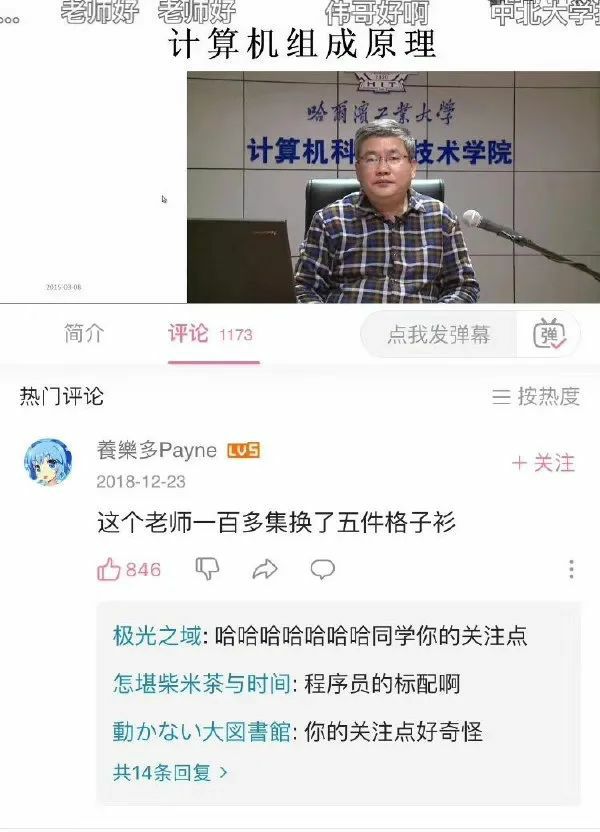 老师好 老师好 伟哥好啊 中北大学
计算机组成原理
HIT
哈尔滨工业大学
计算机科 技术学院
2015-03-08
简介 评论 1173 点我发弹幕 弹
热门评论 按热度
養樂多Payne LV5
2018-12-23 + 关注
这个老师一百多集换了五件格子衫
846
极光之域: 哈哈哈哈哈哈哈同学你的关注点
怎堪柴米茶与时间: 程序员的标配啊
動かない大図書館: 你的关注点好奇怪
共14条回复 >